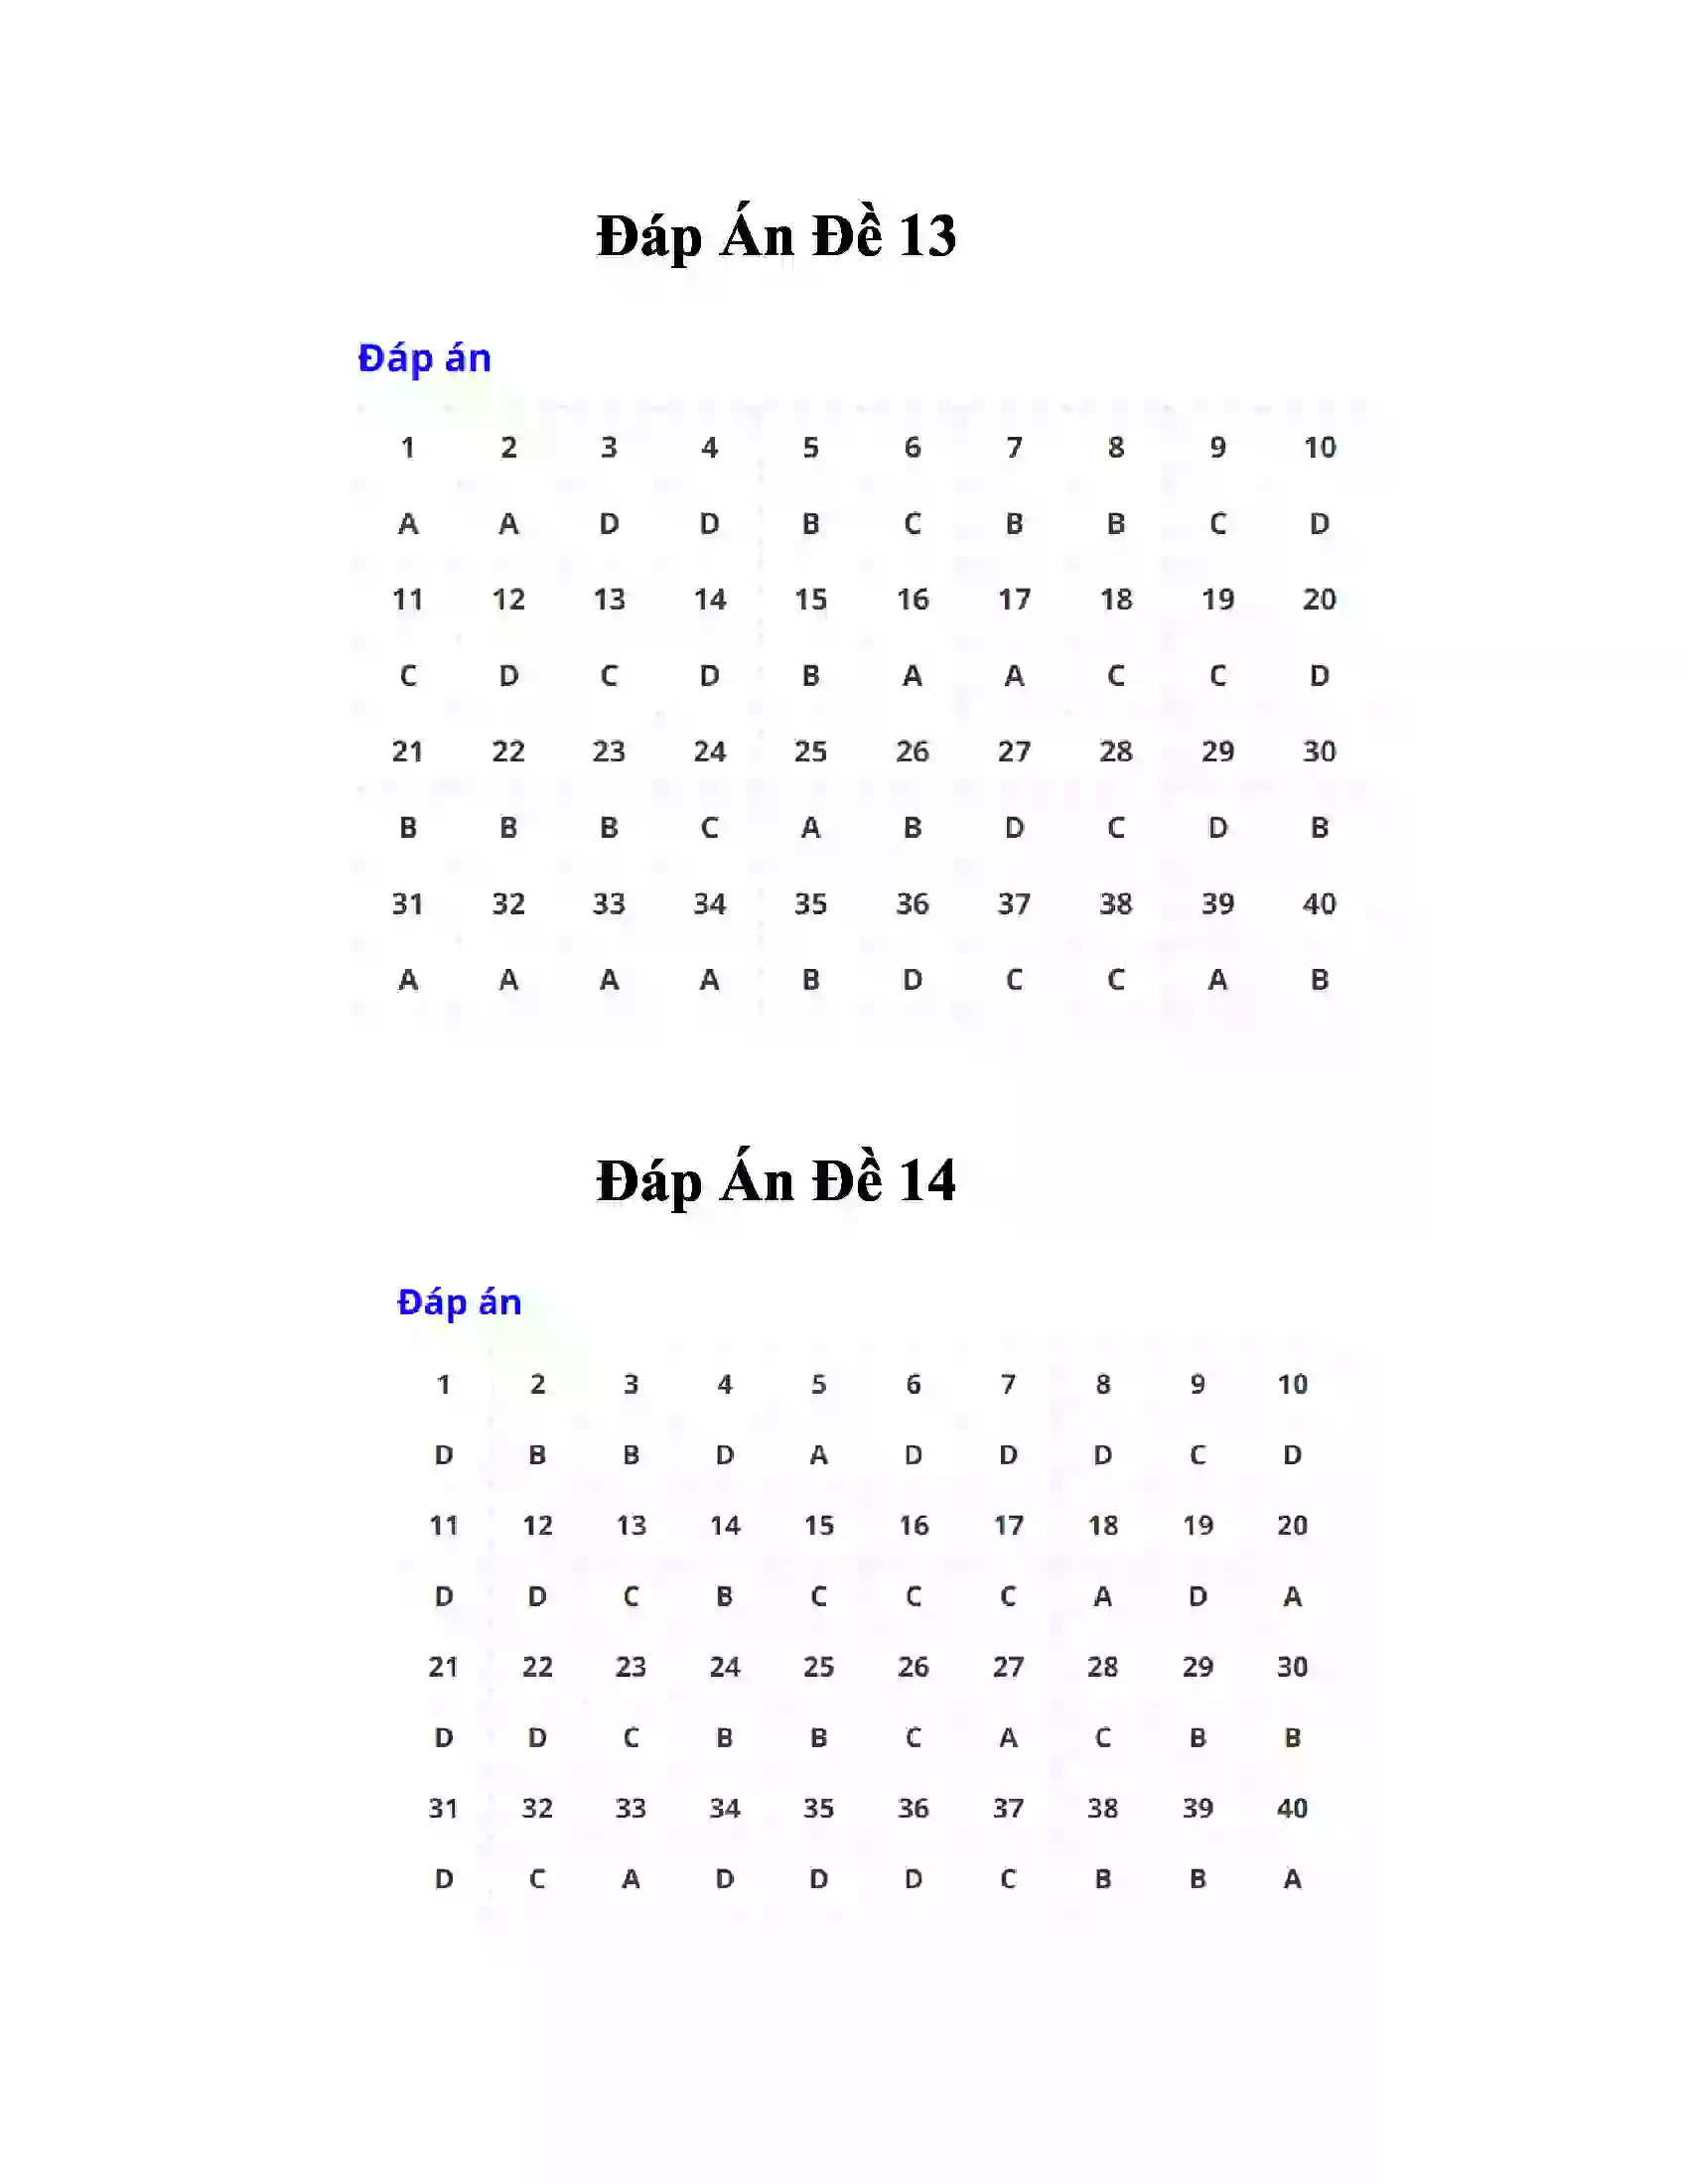 Đáp Án Đề 13
Đáp án
1 2 3 4 5 6 7 8 9 10
A A D D B C B B C D
11 12 13 14 15 16 17 18 19 20
C D C D B A A C C D
21 22 23 24 25 26 27 28 29 30
B B B C A B D C D B
31 32 33 34 35 36 37 38 39 40
A A A A B D C C A B
Đáp Án Đề 14
Đáp án
1 2 3 4 5 6 7 8 9 10
D B B D A D D D C D
11 12 13 14 15 16 17 18 19 20
D D C B C C C A D A
21 22 23 24 25 26 27 28 29 30
D D C B B C A C B B
31 32 33 34 35 36 37 38 39 40
D C A D D D C B B A